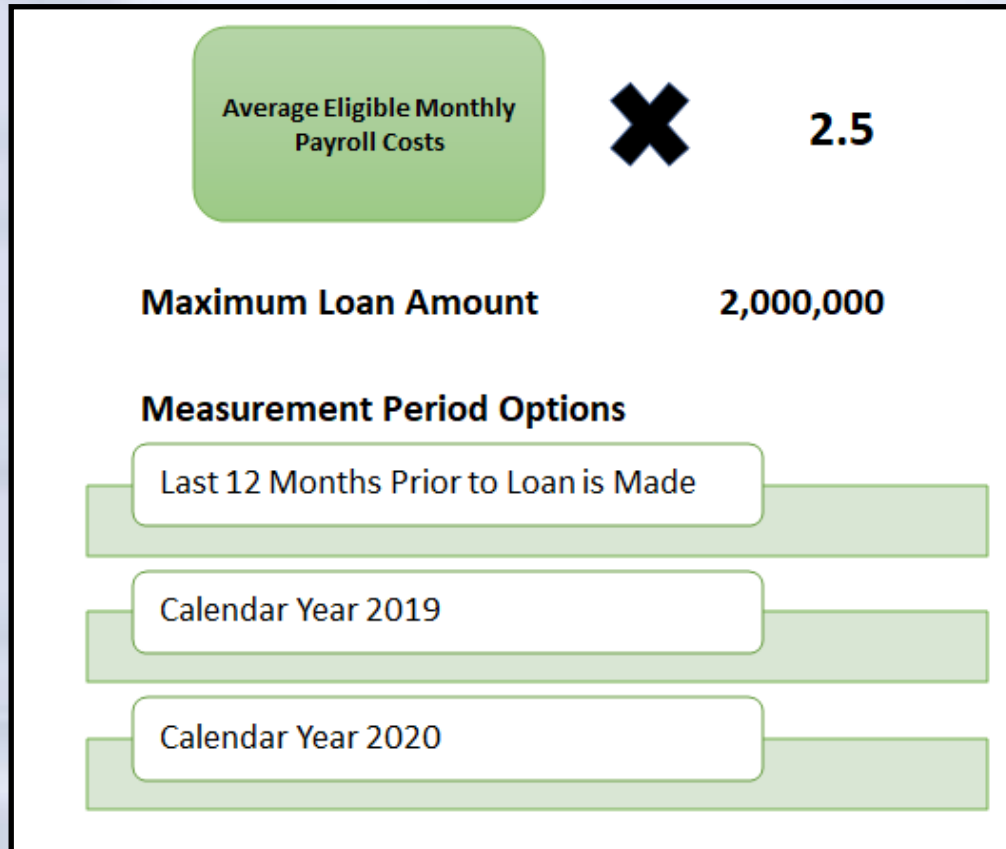 Average Eligible Monthly
Payroll Costs
2.5
Maximum Loan Amount 2,000,000
Measurement Period Options
Last 12 Months Prior to Loan is Made
Calendar Year 2019
Calendar Year 2020